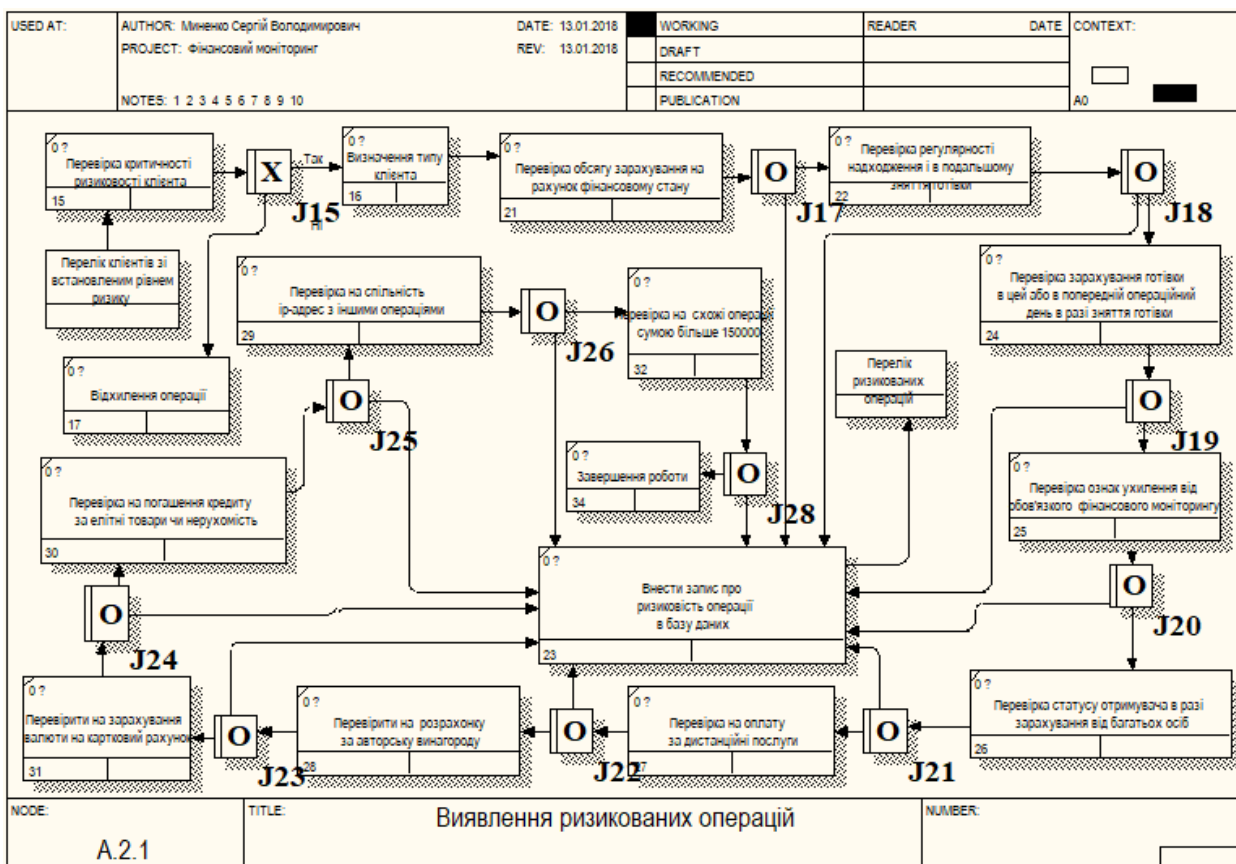 USED AT:
AUTHOR: Миненко Сергій Володимирович
DATE: 13.01.2018
PROJECT: Фінансовий моніторинг
REV: 13.01.2018
NOTES: 1 2 3 4 5 6 7 8 9 10
WORKING
DRAFT
RECOMMENDED
PUBLICATION
READER
DATE
CONTEXT:
A0
0 ?
Перевірка критичності
ризиковості клієнта
15
X
J15
Так
Ні
0 ?
Визначення типу
клієнта
16
0 ?
Перевірка обсягу зарахування на
рахунок фінансовому стану
21
O
J17
0 ?
Перевірка регулярності
надходження і в подальшому
зняття готівки
22
O
J18
Перелік клієнтів зі
встановленим рівнем
ризику
0 ?
Перевірка на спільність
ір-адрес з іншими операціями
29
O
J26
0 ?
Перевірка на схожі операц
сумою більше 150000
32
0 ?
Перевірка зарахування готівки
в цей або в попередній операційний
день в разі зняття готівки
24
Перелік
ризикованих
операцій
0 ?
Відхилення операції
17
O
J25
O
J19
0 ?
Завершення роботи
34
O
J28
0 ?
Перевірка на погашення кредиту
за елітні товари чи нерухомість
30
0 ?
Перевірка ознак ухилення від
обов'язкого фінансового моніторингу
25
0 ?
Внести запис про
ризиковість операції
в базу даних
23
O
J24
O
J20
0 ?
Перевірити на зарахування
валюти на картковий рахунок
31
O
J23
0 ?
Перевірити на розрахонку
за авторську винагороду
28
O
J22
0 ?
Перевірка на оплату
за дистанційні послуги
27
O
J21
0 ?
Перевірка статусу отримувача в разі
зарахування від багатьох осіб
26
NODE:
A.2.1
TITLE:
Виявлення ризикованих операцій
NUMBER: